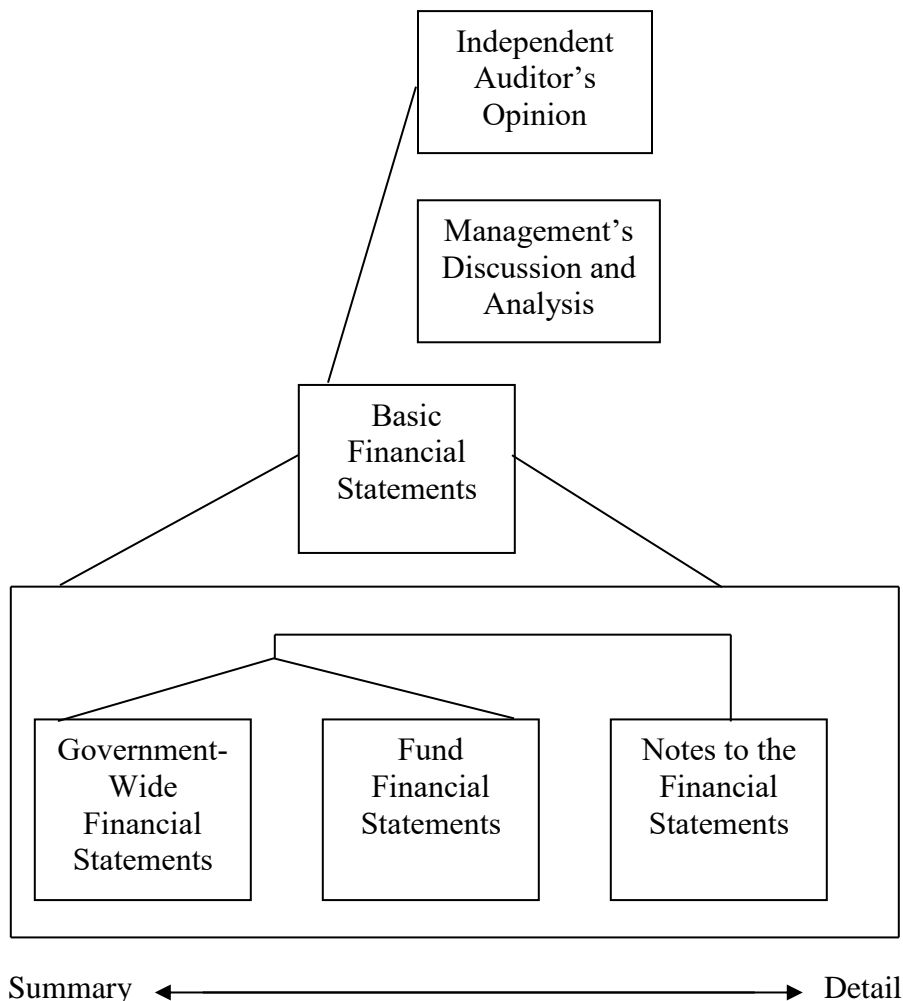 Independent
Auditor’s
Opinion
Management’s
Discussion and
Analysis
Basic
Financial
Statements
Government-
Wide
Financial
Statements
Fund
Financial
Statements
Notes to the
Financial
Statements
Summary
Detail